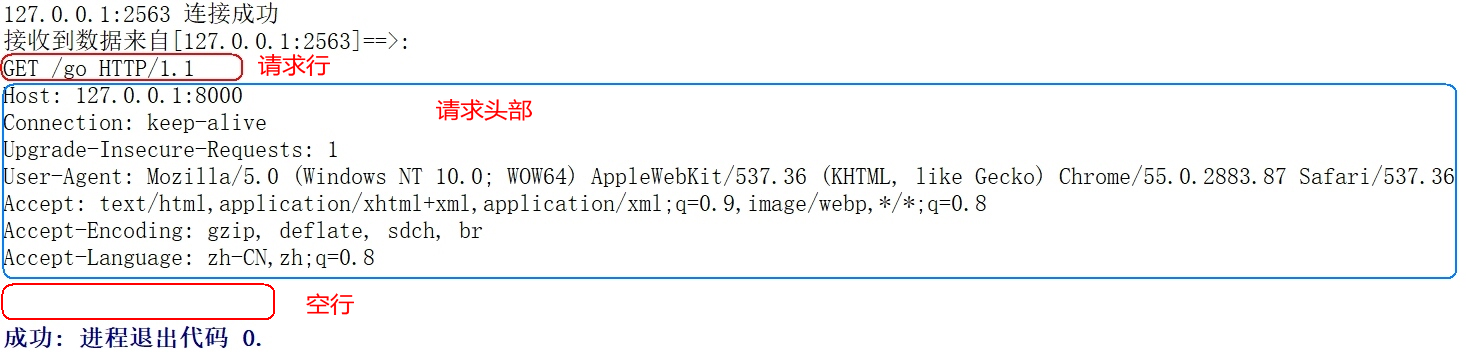 127.0.0.1:2563 连接成功
接收到数据来自[127.0.0.1:2563]==>:
GET /go HTTP/1.1 请求行
Host: 127.0.0.1:8000
请求头部
Connection: keep-alive
Upgrade-Insecure-Requests: 1
User-Agent: Mozilla/5.0 (Windows NT 10.0; WOW64) AppleWebKit/537.36 (KHTML, like Gecko) Chrome/55.0.2883.87 Safari/537.36
Accept: text/html,application/xhtml+xml,application/xml;q=0.9,image/webp,*/*;q=0.8
Accept-Encoding: gzip, deflate, sdch, br
Accept-Language: zh-CN,zh;q=0.8
空行
成功: 进程退出代码 0.